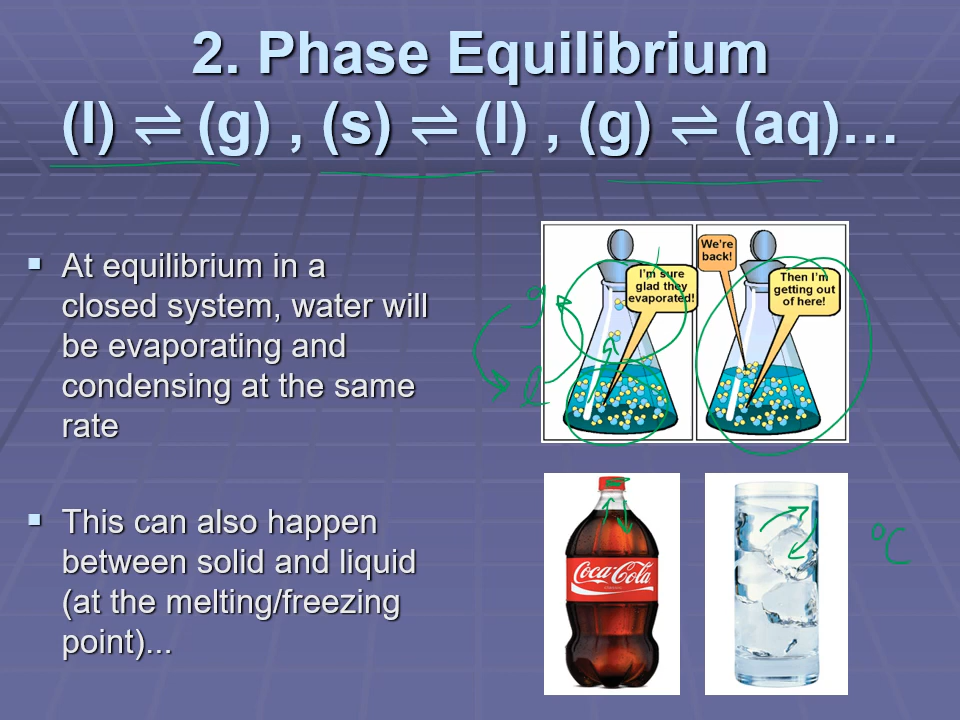 2. Phase Equilibrium
(l) ⇌ (g) , (s) ⇌ (l) , (g) ⇌ (aq)…
▪ At equilibrium in a
closed system, water will
be evaporating and
condensing at the same
rate
▪ This can also happen
between solid and liquid
(at the melting/freezing
point)...
I'm sure
glad they
evaporated!
We're
back!
Then I'm
getting out
of here!
g
l
Coca-Cola
°C